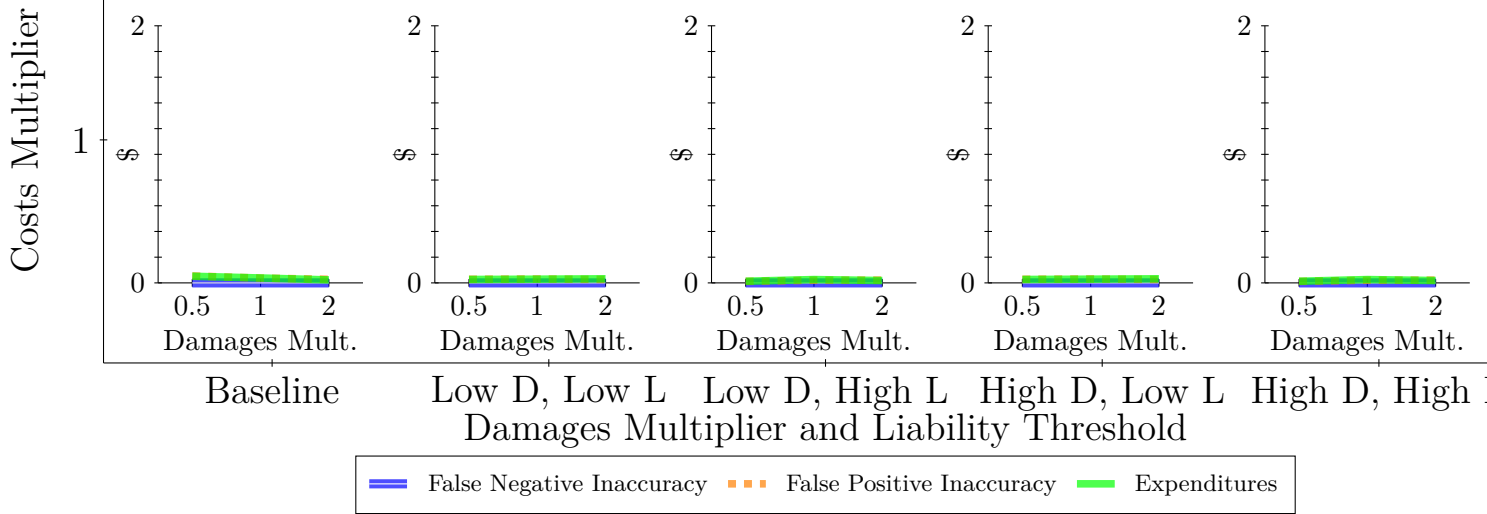 Costs Multiplier
1
2
0
$
0.5 1 2
Damages Mult.
2
0
$
0.5 1 2
Damages Mult.
2
0
$
0.5 1 2
Damages Mult.
2
0
$
0.5 1 2
Damages Mult.
2
0
$
0.5 1 2
Damages Mult.
Baseline
Low D, Low L
Low D, High L
High D, Low L
High D, High
Damages Multiplier and Liability Threshold
False Negative Inaccuracy False Positive Inaccuracy Expenditures